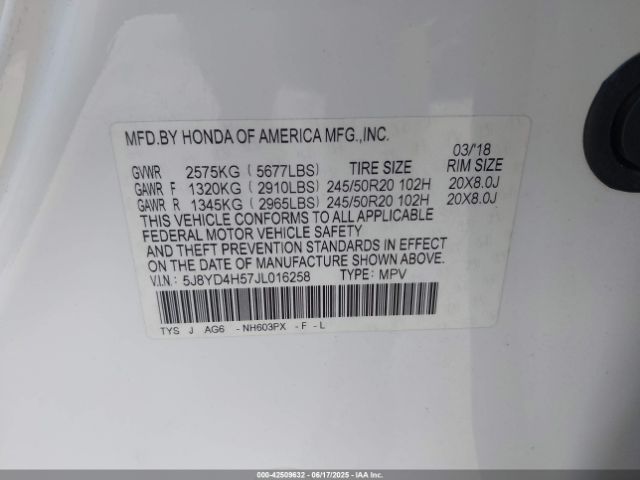 MFD.BY HONDA OF AMERICA MFG.,INC.
03/'18
GVWR 2575KG ( 5677LBS) TIRE SIZE RIM SIZE
GAWR F 1320KG ( 2910LBS) 245/50R20 102H 20X8.0J
GAWR R 1345KG ( 2965LBS) 245/50R20 102H 20X8.0J
THIS VEHICLE CONFORMS TO ALL APPLICABLE
FEDERAL MOTOR VEHICLE SAFETY
AND THEFT PREVENTION STANDARDS IN EFFECT
ON THE DATE OF MANUFACTURE SHOWN ABOVE.
V.I.N: 5J8YD4H57JL016258 TYPE: MPV
TYS J AG6 -NH603PX -F -L
000-42509632 - 06/17/2025 - IAAI.com - Copyright